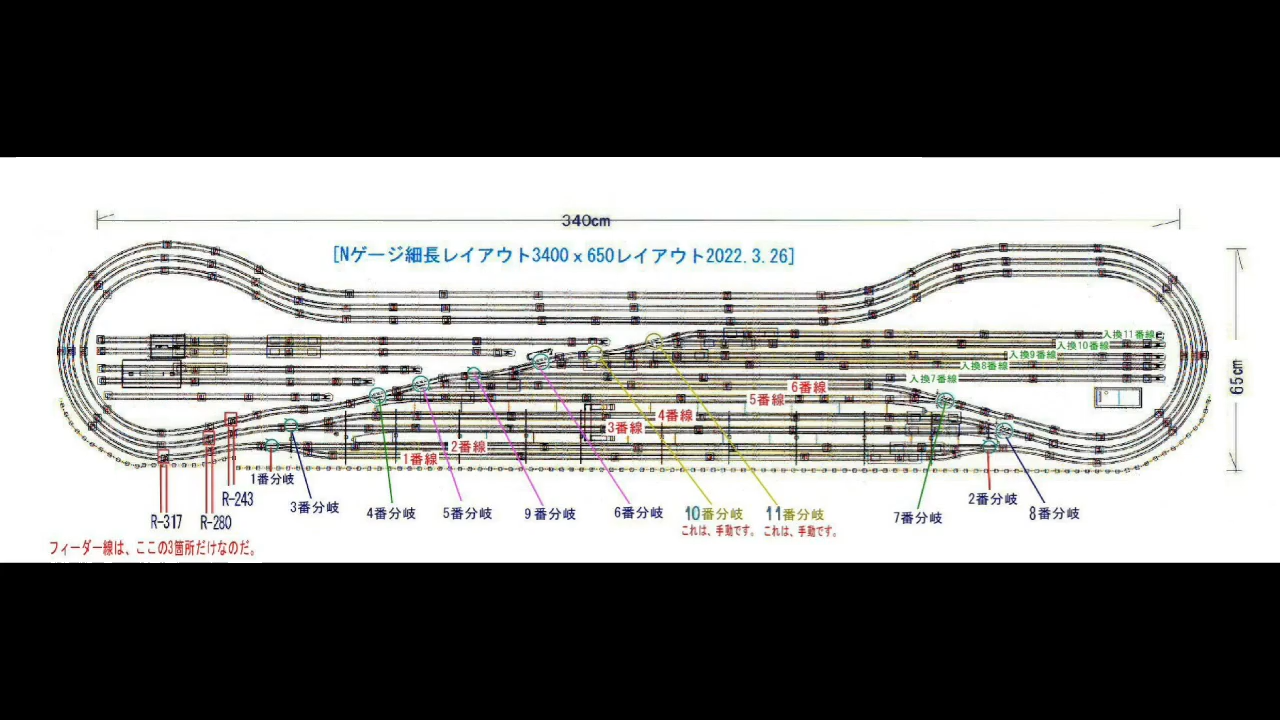 340cm
[Nゲージ細長レイアウト3400x650レイアウト2022.3.26]
入換11番線
入換10番線
入換9番線
入換8番線
入換7番線
65cm
6番線
5番線
4番線
3番線
2番線
1番線
1番分岐
2番分岐
R-243
3番分岐
4番分岐
5番分岐
9番分岐
6番分岐
10番分岐
11番分岐
7番分岐
8番分岐
R-317
R-280
これは、手動です。
これは、手動です。
フィーダー線は、ここの3箇所だけなのだ。